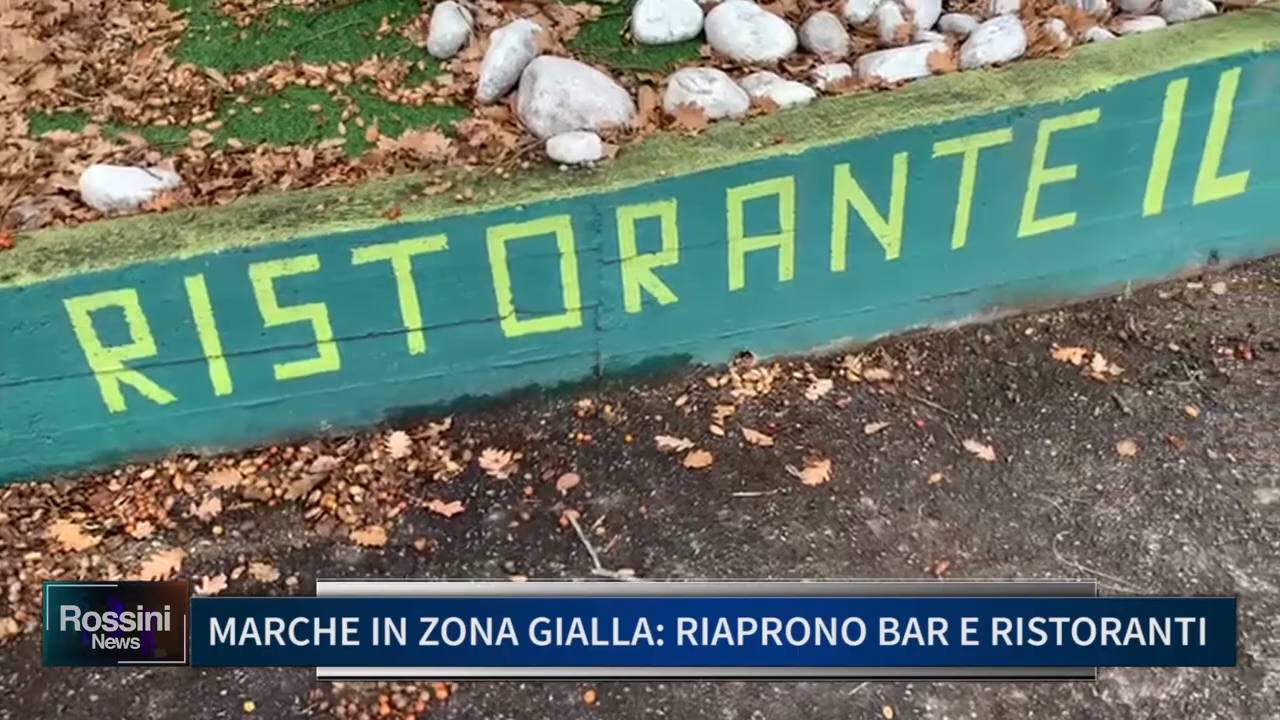 RISTORANTE IL
Rossini
News
MARCHE IN ZONA GIALLA: RIAPRONO BAR E RISTORANTI